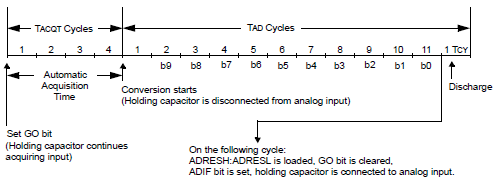 TACQT Cycles
TAD Cycles
1 2 3 4 1 2 3 4 5 6 7 8 9 10 11 1 TCY
b9 b8 b7 b6 b5 b4 b3 b2 b1 b0
Automatic
Acquisition
Time
Conversion starts
(Holding capacitor is disconnected from analog input)
Discharge
Set GO bit
(Holding capacitor continues
acquiring input)
On the following cycle:
ADRESH:ADRESL is loaded, GO bit is cleared,
ADIF bit is set, holding capacitor is connected to analog input.